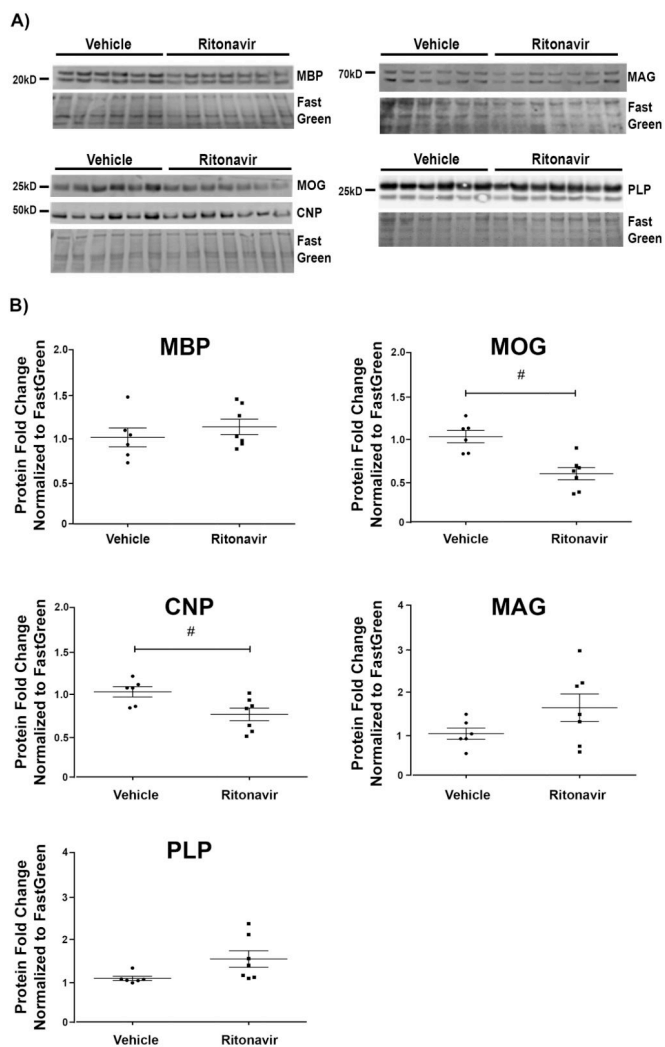 A)
Vehicle Ritonavir
20kD MBP
Fast
Green
Vehicle Ritonavir
70kD MAG
Fast
Green
Vehicle Ritonavir
25kD MOG
50kD CNP
Fast
Green
Vehicle Ritonavir
25kD PLP
Fast
Green
B)
MBP
Protein Fold Change
Normalized to FastGreen
2.0
1.5
1.0
0.5
0
Vehicle Ritonavir
MOG
Protein Fold Change
Normalized to FastGreen
2.0
#
1.5
1.0
0.5
0
Vehicle Ritonavir
CNP
Protein Fold Change
Normalized to FastGreen
2.0
#
1.0
0.5
0
Vehicle Ritonavir
MAG
Protein Fold Change
Normalized to FastGreen
4
3
2
1
0
Vehicle Ritonavir
PLP
Protein Fold Change
Normalized to FastGreen
4
2
1
0
Vehicle Ritonavir